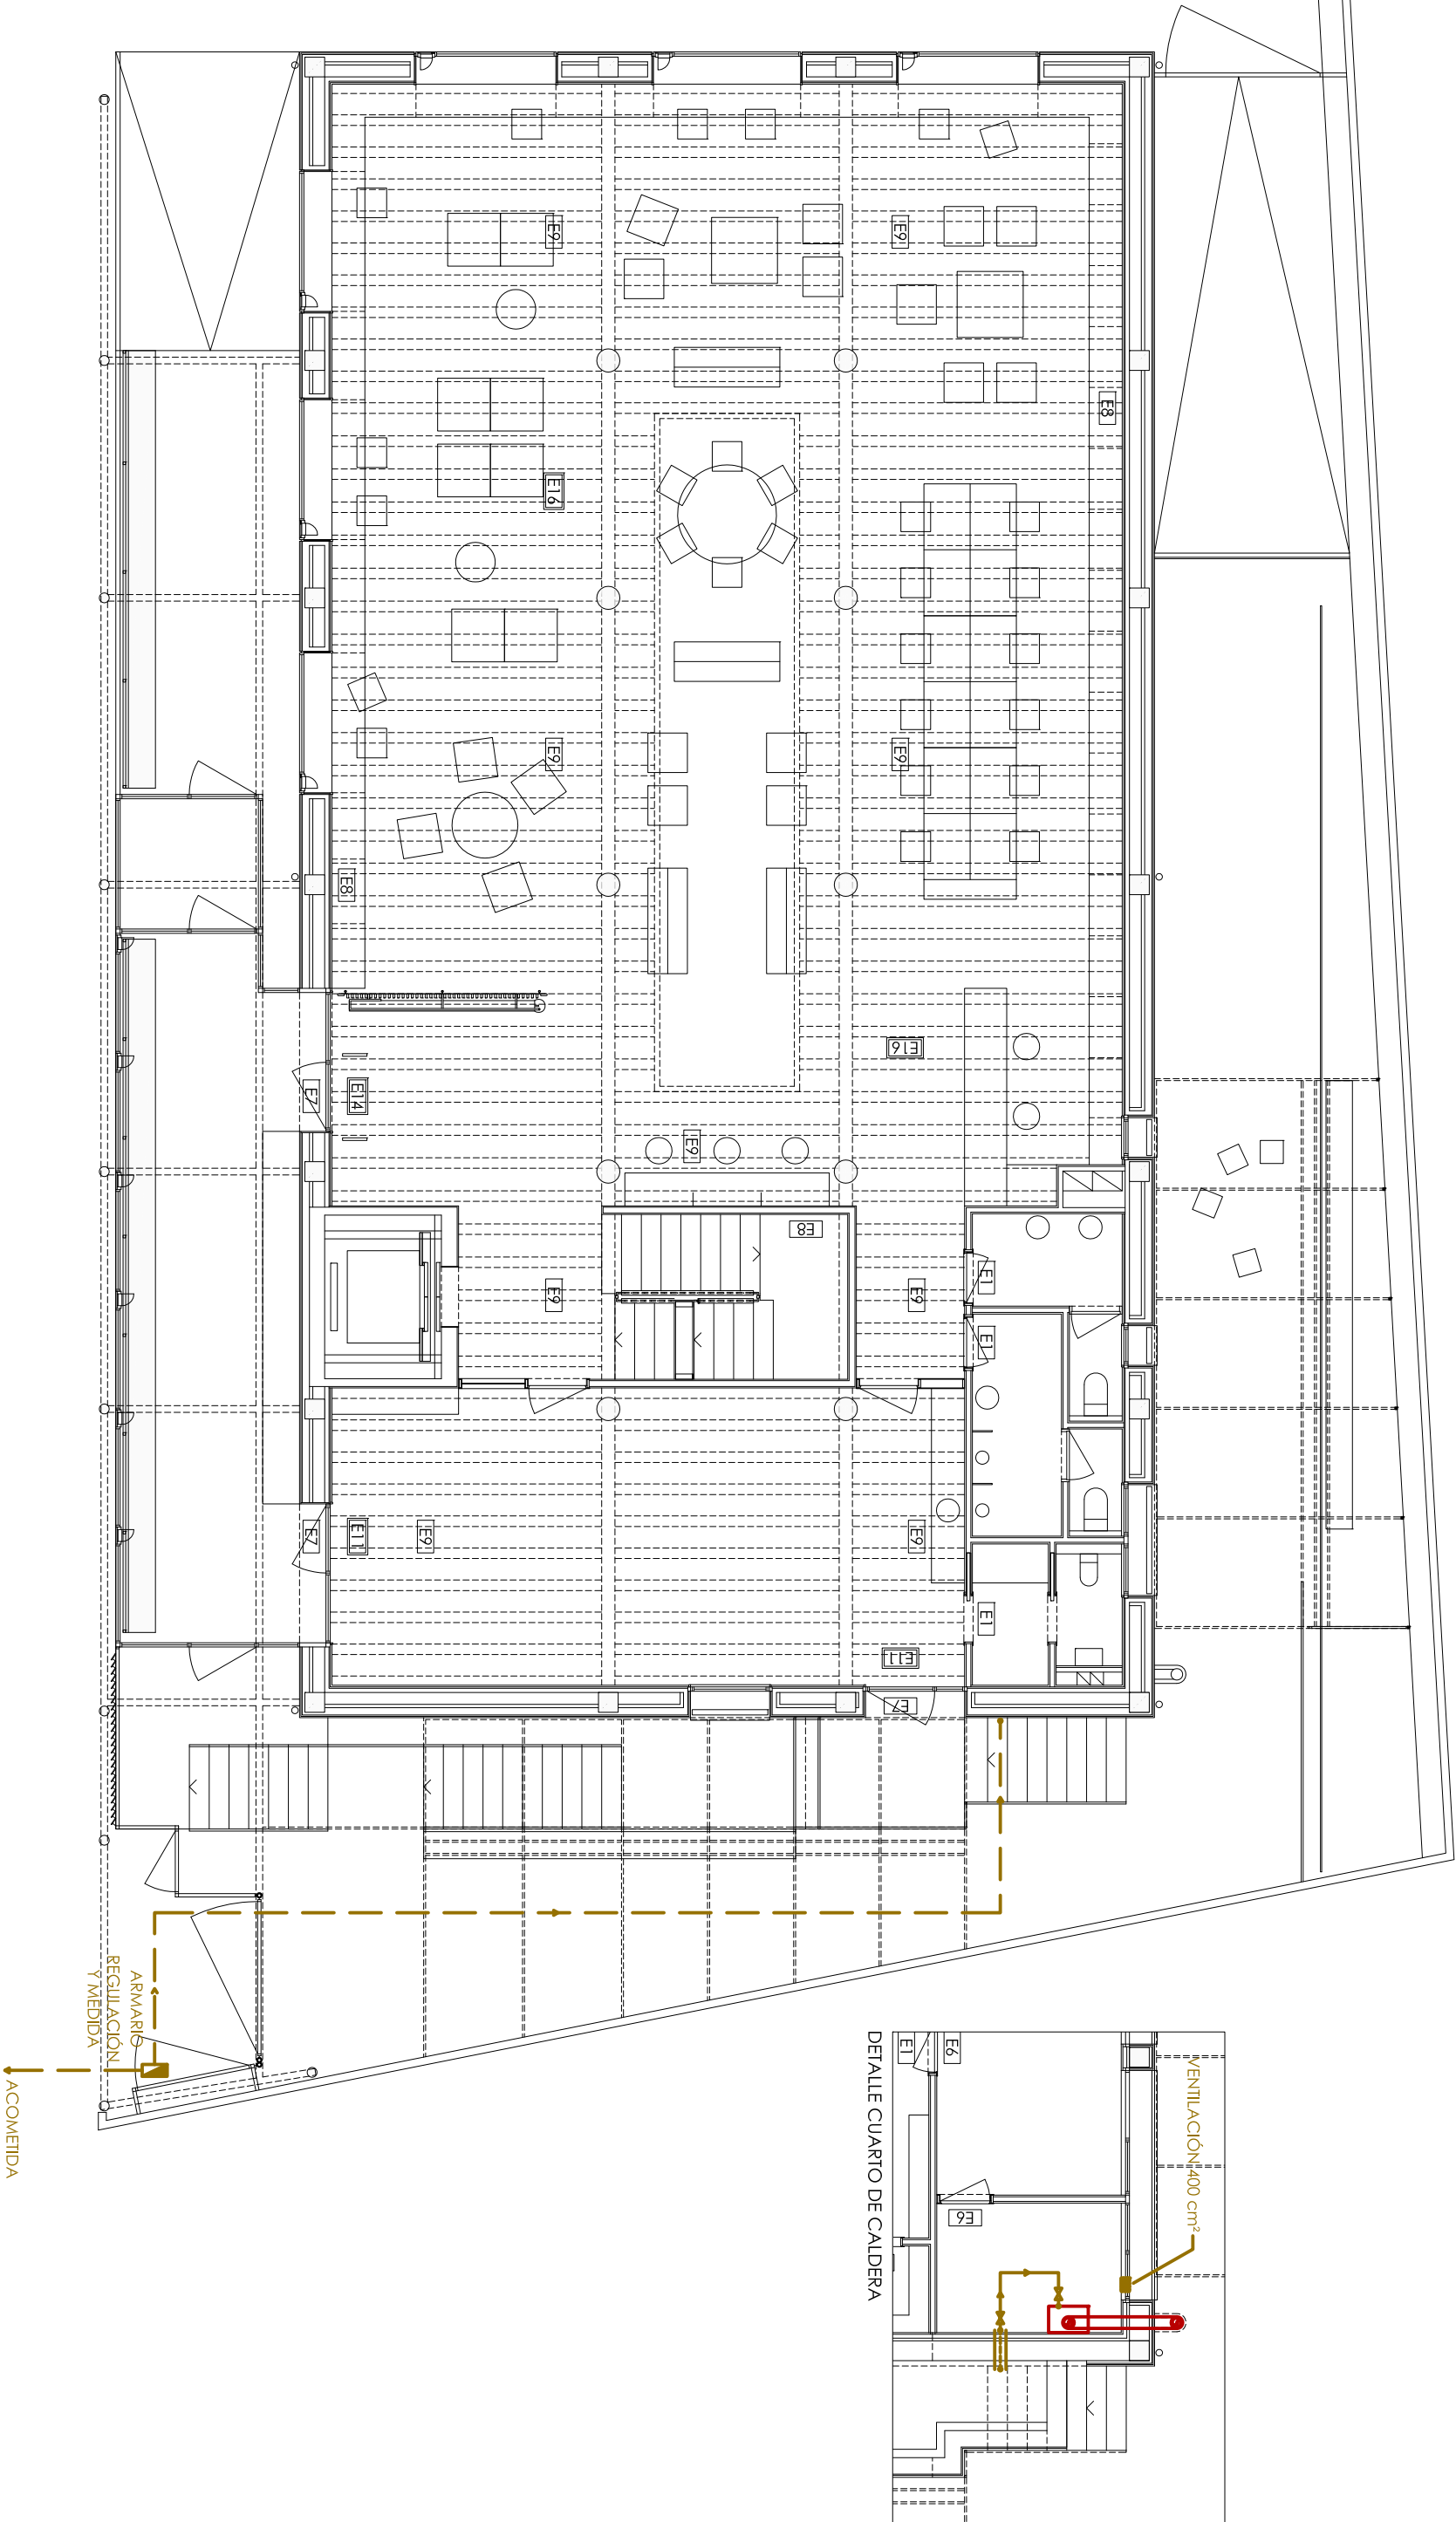 E9
E9
E8
E16
E9
E9
E8
E16
E7
E14
E9
E8
E9
E9
E1
E1
E7
E11
E9
E9
E1
E11
E7
ARMARIO
REGULACIÓN
Y MEDIDA
ACOMETIDA
E1
E6
VENTILACIÓN 400 cm²
E6
DETALLE CUARTO DE CALDERA